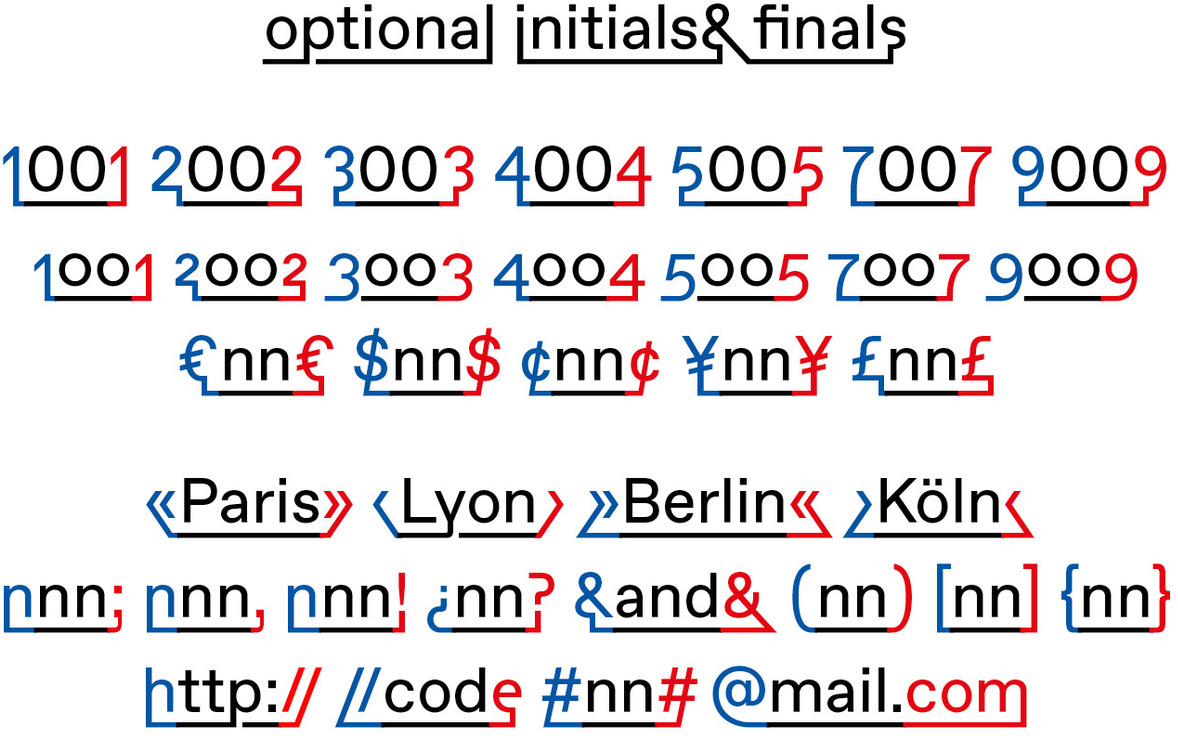 optional initials & finals
1001 2002 3003 4004 5005 7007 9009
1001 2002 3003 4004 5005 7007 9009
€nn€ $nn$ ¢nn¢ ¥nn¥ £nn£
«Paris» ‹Lyon› »Berlin« ›Köln‹
nnn; nnn, nnn! ¿nn? &and& (nn) [nn] {nn}
http:// //code #nn# @mail.com